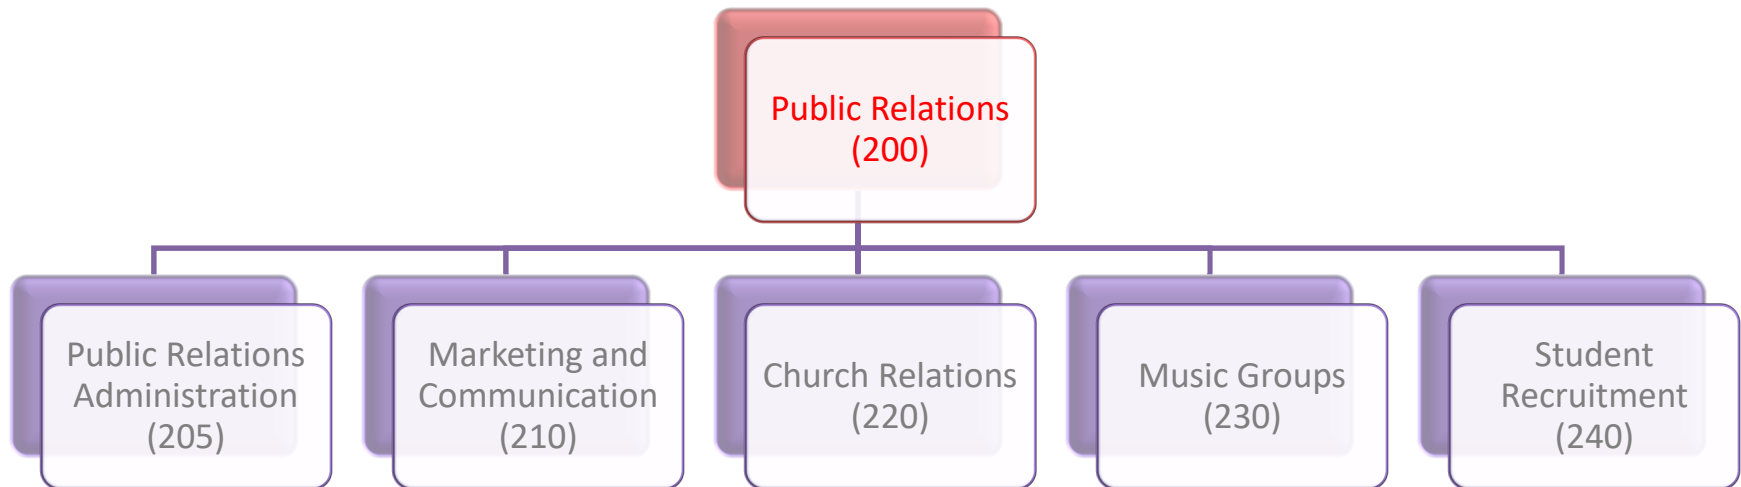 Public Relations
(200)
Public Relations
Administration
(205)
Marketing and
Communication
(210)
Church Relations
(220)
Music Groups
(230)
Student
Recruitment
(240)